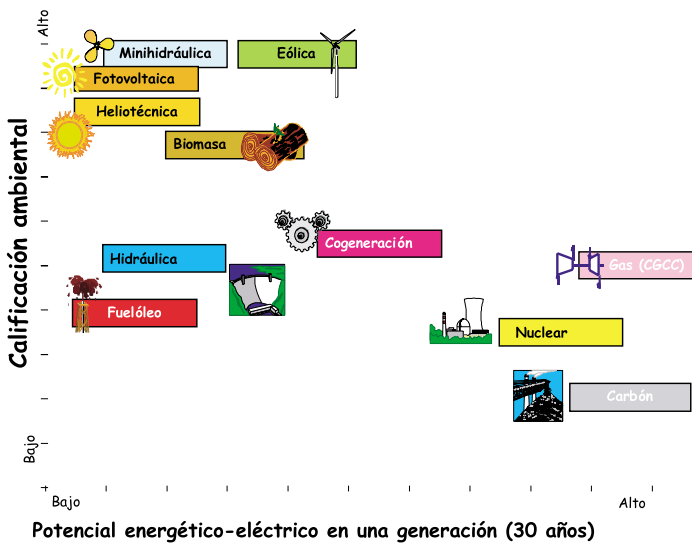 Alto
Minihidráulica
Eólica
Fotovoltaica
Heliotécnica
Biomasa
Calificación ambiental
Cogeneración
Hidráulica
Gas (CGCC)
Fuelóleo
Nuclear
Carbón
Bajo
Bajo
Alto
Potencial energético-eléctrico en una generación (30 años)